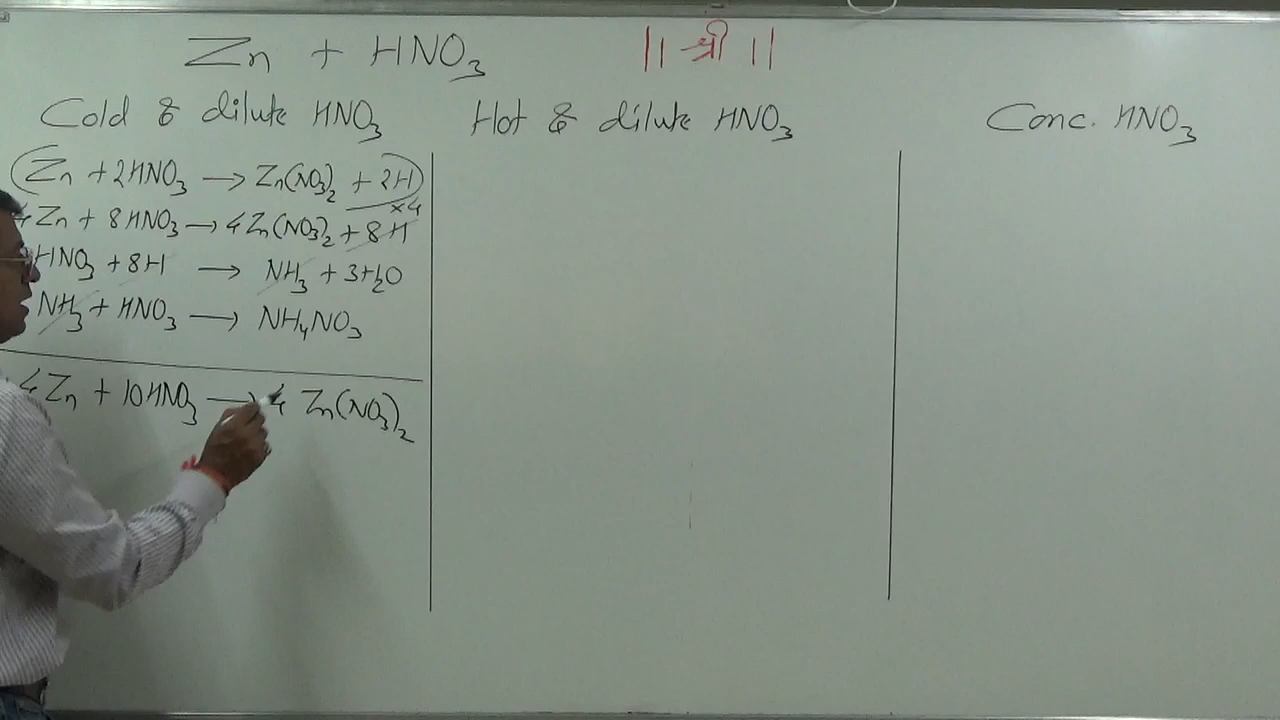 Zn + HNO₃ || श्री ||
Cold & dilute HNO₃
(Zn + 2HNO₃ → Zn(NO₃)₂ + 2H) ×4
4Zn + 8HNO₃ → 4Zn(NO₃)₂ + 8H
HNO₃ + 8H → NH₃ + 3H₂O
NH₃ + HNO₃ → NH₄NO₃
4Zn + 10HNO₃ → 4 Zn(NO₃)₂
Hot & dilute HNO₃
Conc. HNO₃